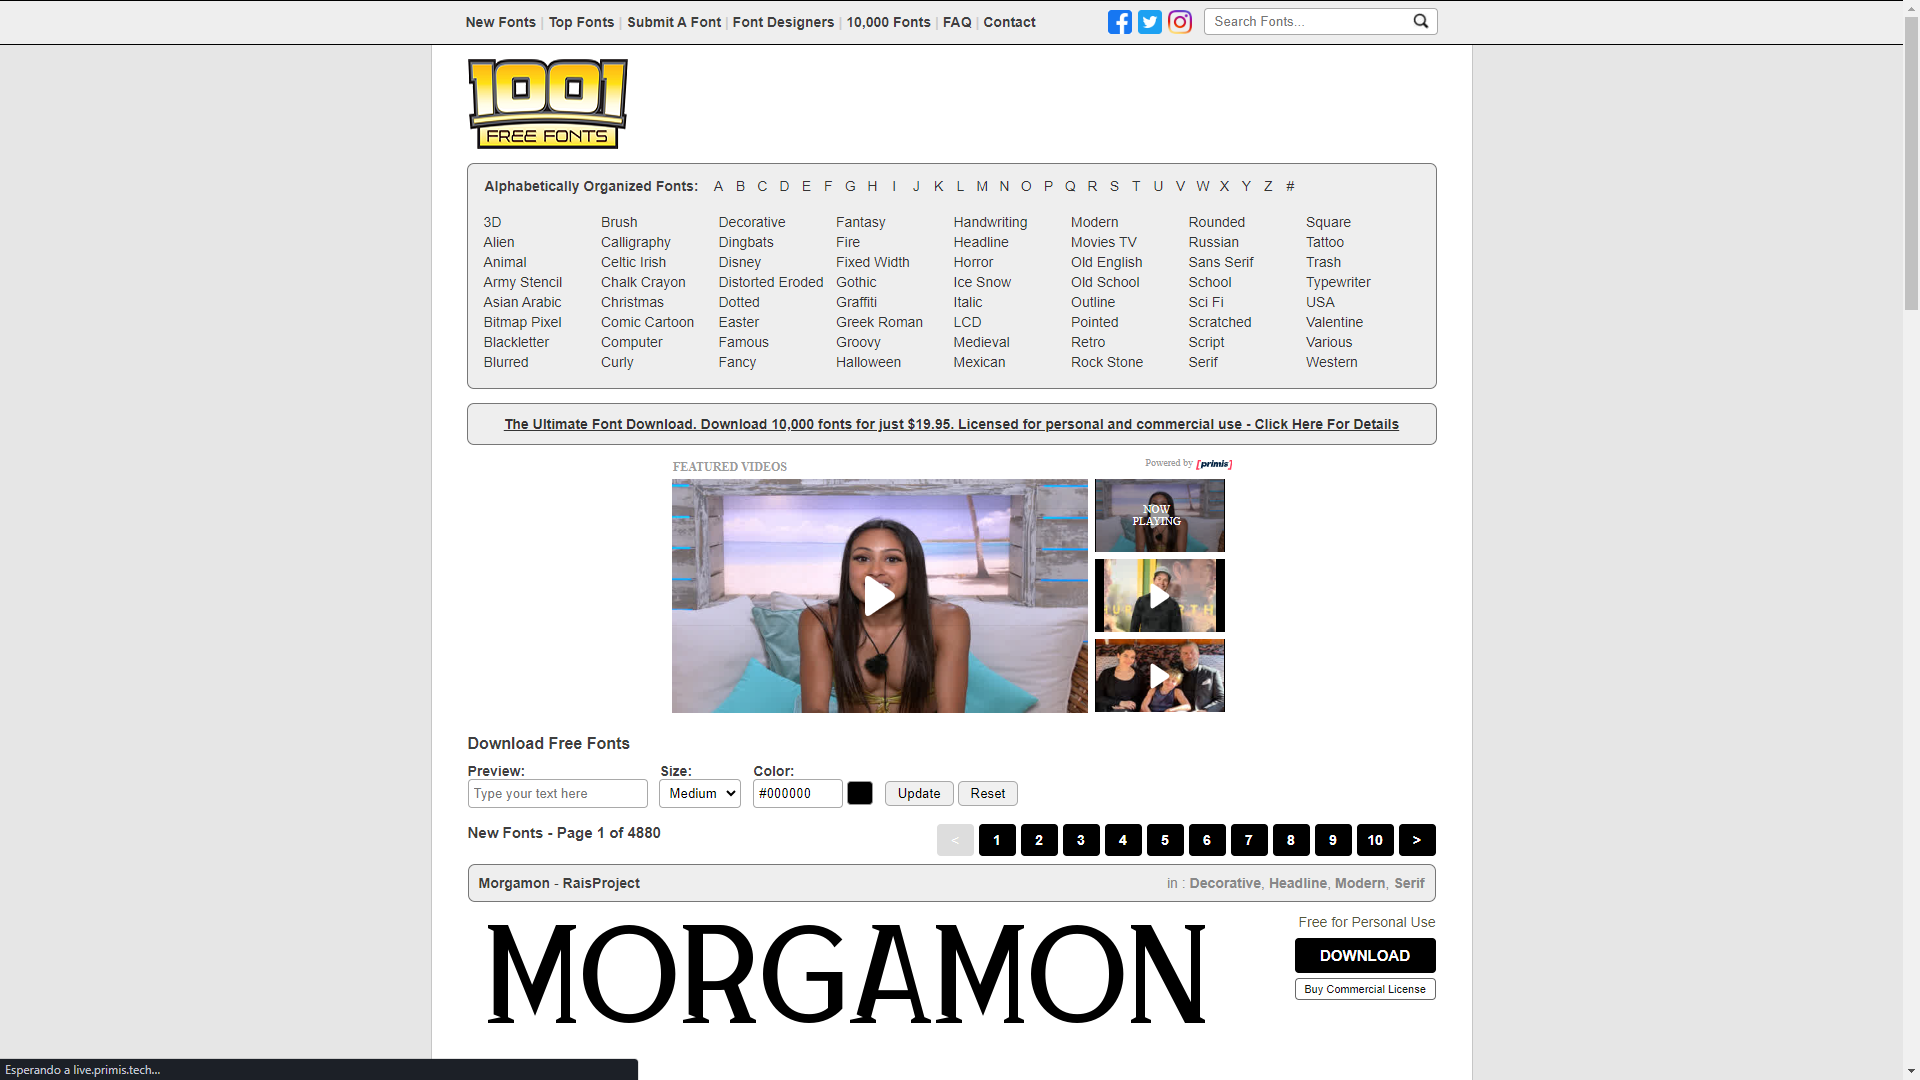 New Fonts | Top Fonts | Submit A Font | Font Designers | 10,000 Fonts | FAQ | Contact
Search Fonts...
1001
FREE FONTS
Alphabetically Organized Fonts: A B C D E F G H I J K L M N O P Q R S T U V W X Y Z #
3D Brush Decorative Fantasy Handwriting Modern Rounded Square
Alien Calligraphy Dingbats Fire Headline Movies TV Russian Tattoo
Animal Celtic Irish Disney Fixed Width Horror Old English Sans Serif Trash
Army Stencil Chalk Crayon Distorted Eroded Gothic Ice Snow Old School School Typewriter
Asian Arabic Christmas Dotted Graffiti Italic Outline Sci Fi USA
Bitmap Pixel Comic Cartoon Easter Greek Roman LCD Pointed Scratched Valentine
Blackletter Computer Famous Groovy Medieval Retro Script Various
Blurred Curly Fancy Halloween Mexican Rock Stone Serif Western
The Ultimate Font Download. Download 10,000 fonts for just $19.95. Licensed for personal and commercial use - Click Here For Details
FEATURED VIDEOS
Powered by [primis]
NOW
PLAYING
Download Free Fonts
Preview: Size: Color:
Type your text here Medium #000000 Update Reset
New Fonts - Page 1 of 4880
< 1 2 3 4 5 6 7 8 9 10 >
Morgamon - RaisProject
in : Decorative, Headline, Modern, Serif
MORGAMON
Free for Personal Use
DOWNLOAD
Buy Commercial License
Esperando a live.primis.tech...